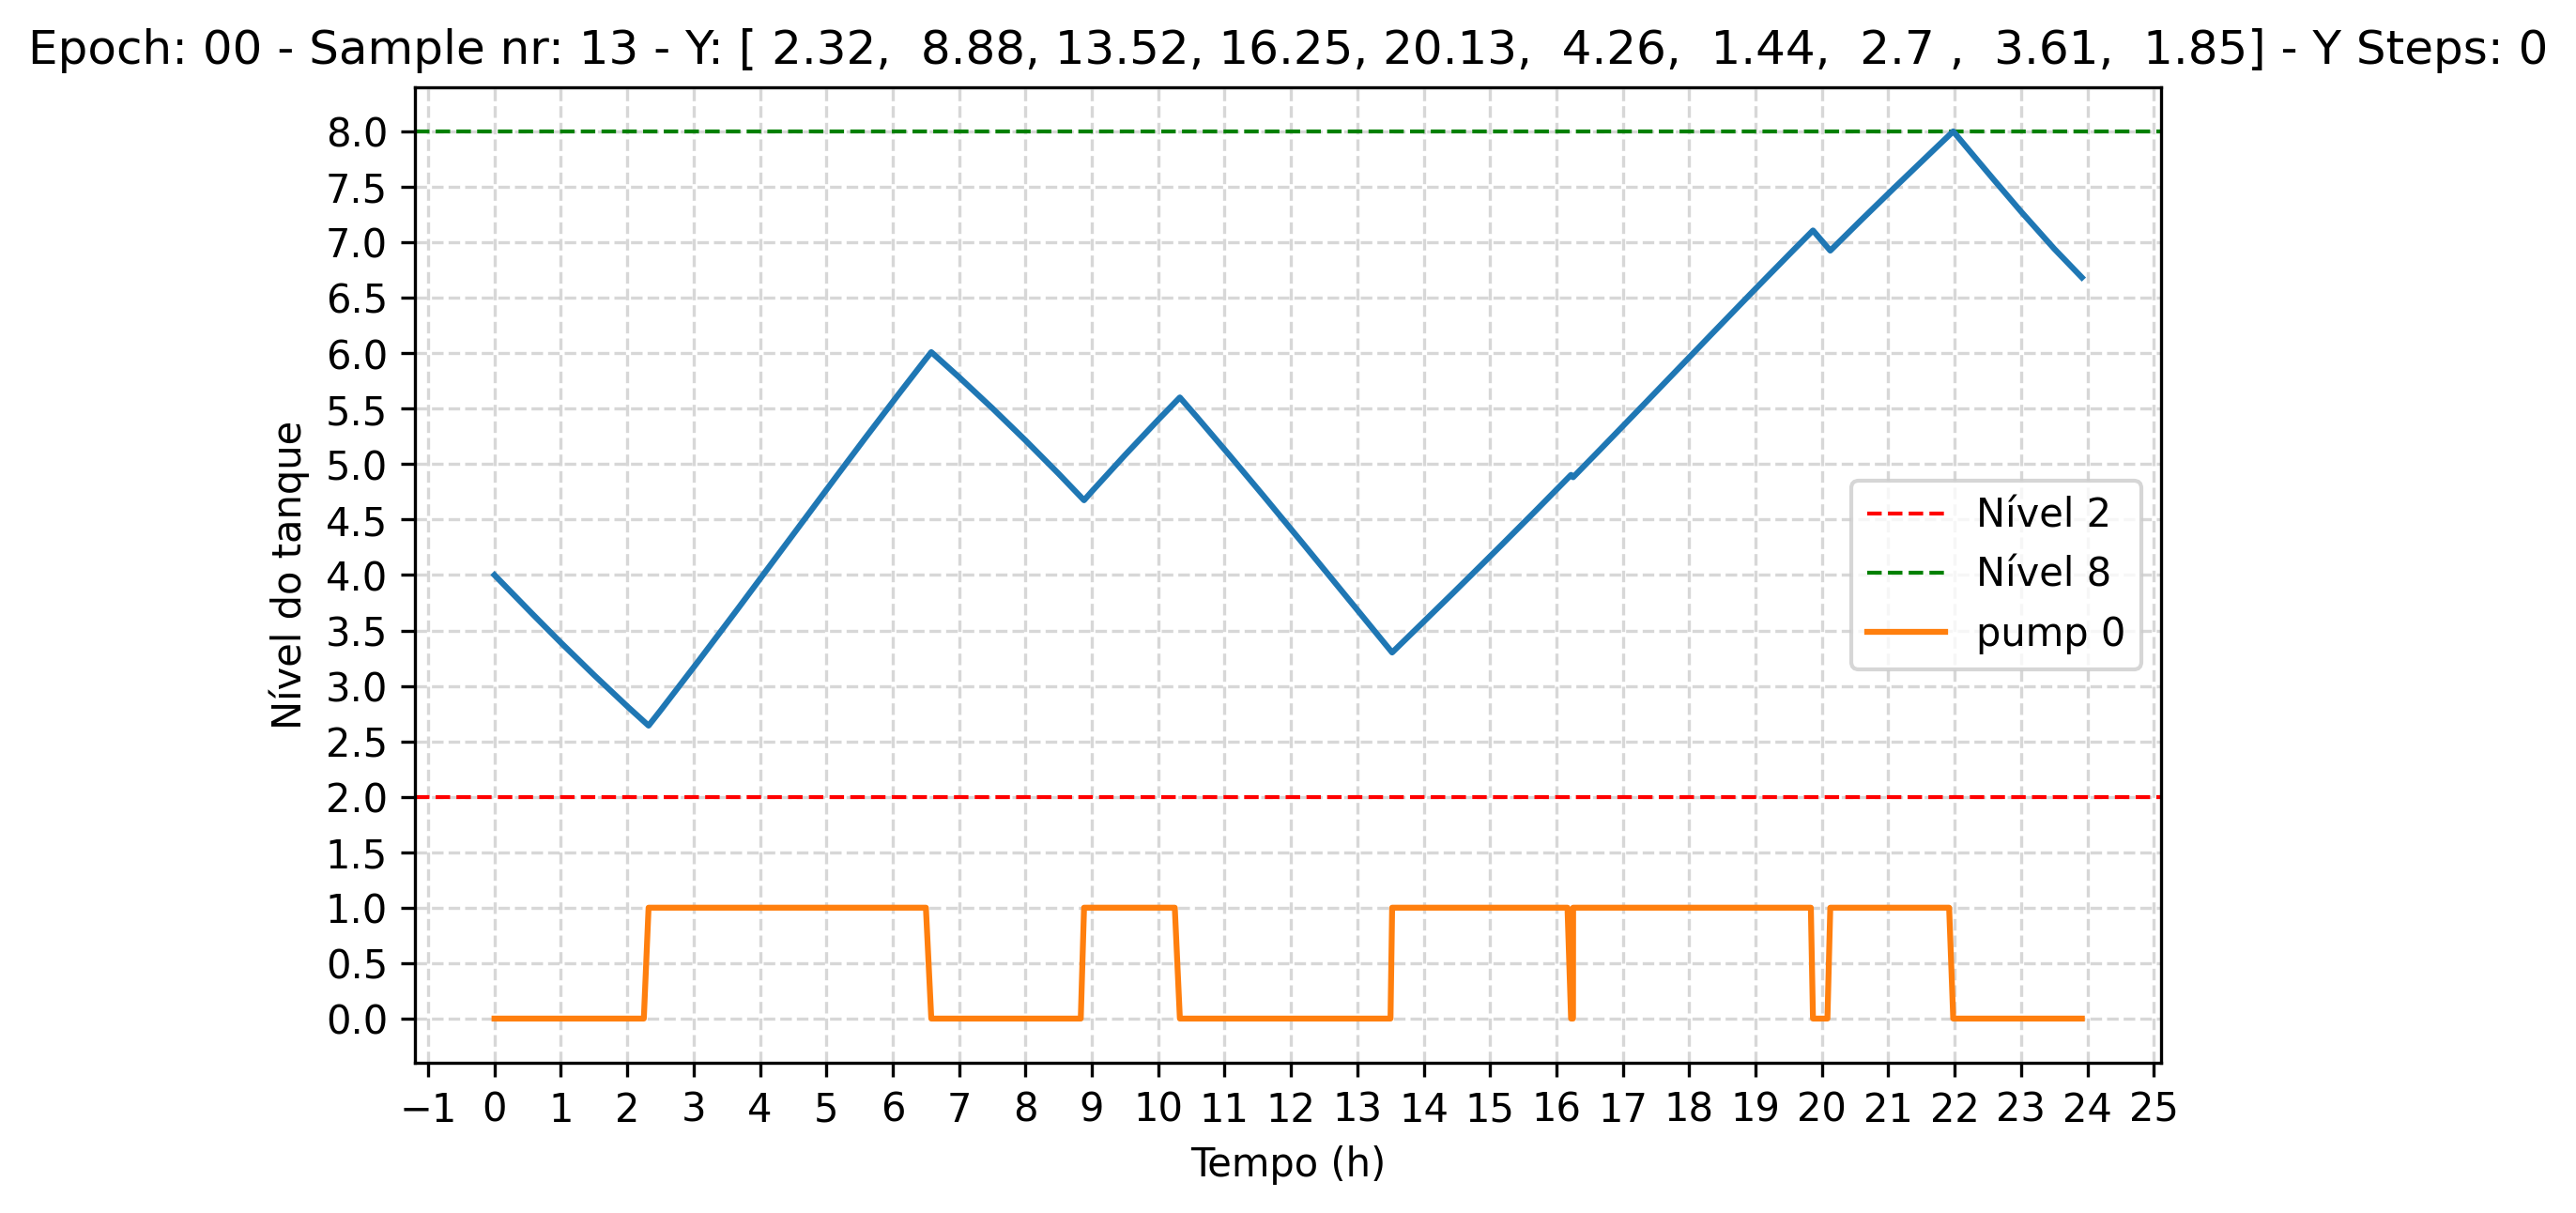 Epoch: 00 - Sample nr: 13 - Y: [ 2.32,  8.88, 13.52, 16.25, 20.13,  4.26,  1.44,  2.7 ,  3.61,  1.85] - Y Steps: 0
8.0
7.5
7.0
6.5
6.0
5.5
5.0
4.5
4.0
3.5
3.0
2.5
2.0
1.5
1.0
0.5
0.0
Nível do tanque
Nível 2
Nível 8
pump 0
−1 0 1 2 3 4 5 6 7 8 9 10 11 12 13 14 15 16 17 18 19 20 21 22 23 24 25
Tempo (h)